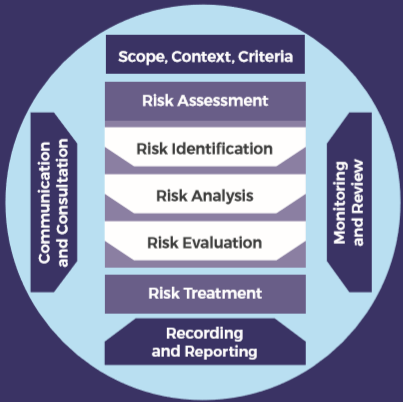 Scope, Context, Criteria
Risk Assessment
Risk Identification
Risk Analysis
Risk Evaluation
Risk Treatment
Recording
and Reporting
Communication
and Consultation
Monitoring
and Review